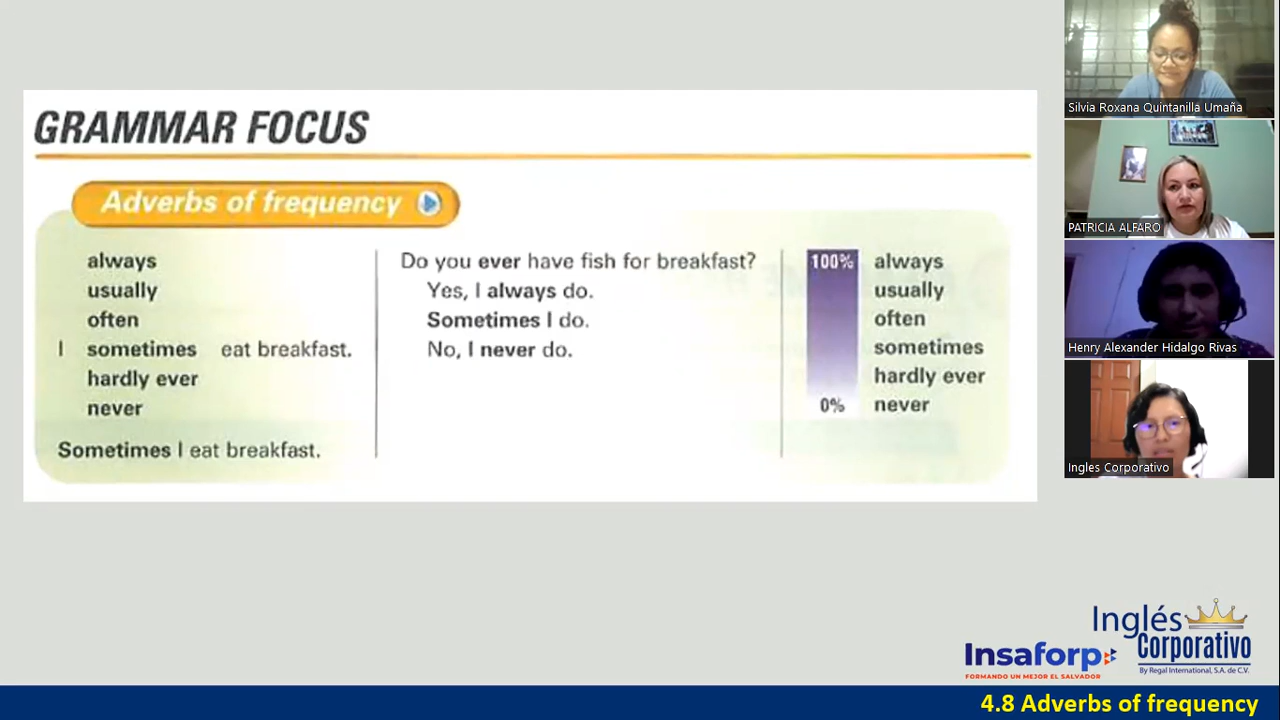 GRAMMAR FOCUS
Adverbs of frequency
always
usually
often
I sometimes eat breakfast.
hardly ever
never
Sometimes I eat breakfast.
Do you ever have fish for breakfast?
Yes, I always do.
Sometimes I do.
No, I never do.
100% always
usually
often
sometimes
hardly ever
0% never
Silvia Roxana Quintanilla Umaña
PATRICIA ALFARO
Henry Alexander Hidalgo Rivas
Ingles Corporativo
Insaforp
FORMANDO UN MEJOR EL SALVADOR
Inglés
Corporativo
By Regal International, S.A. de C.V.
4.8 Adverbs of frequency